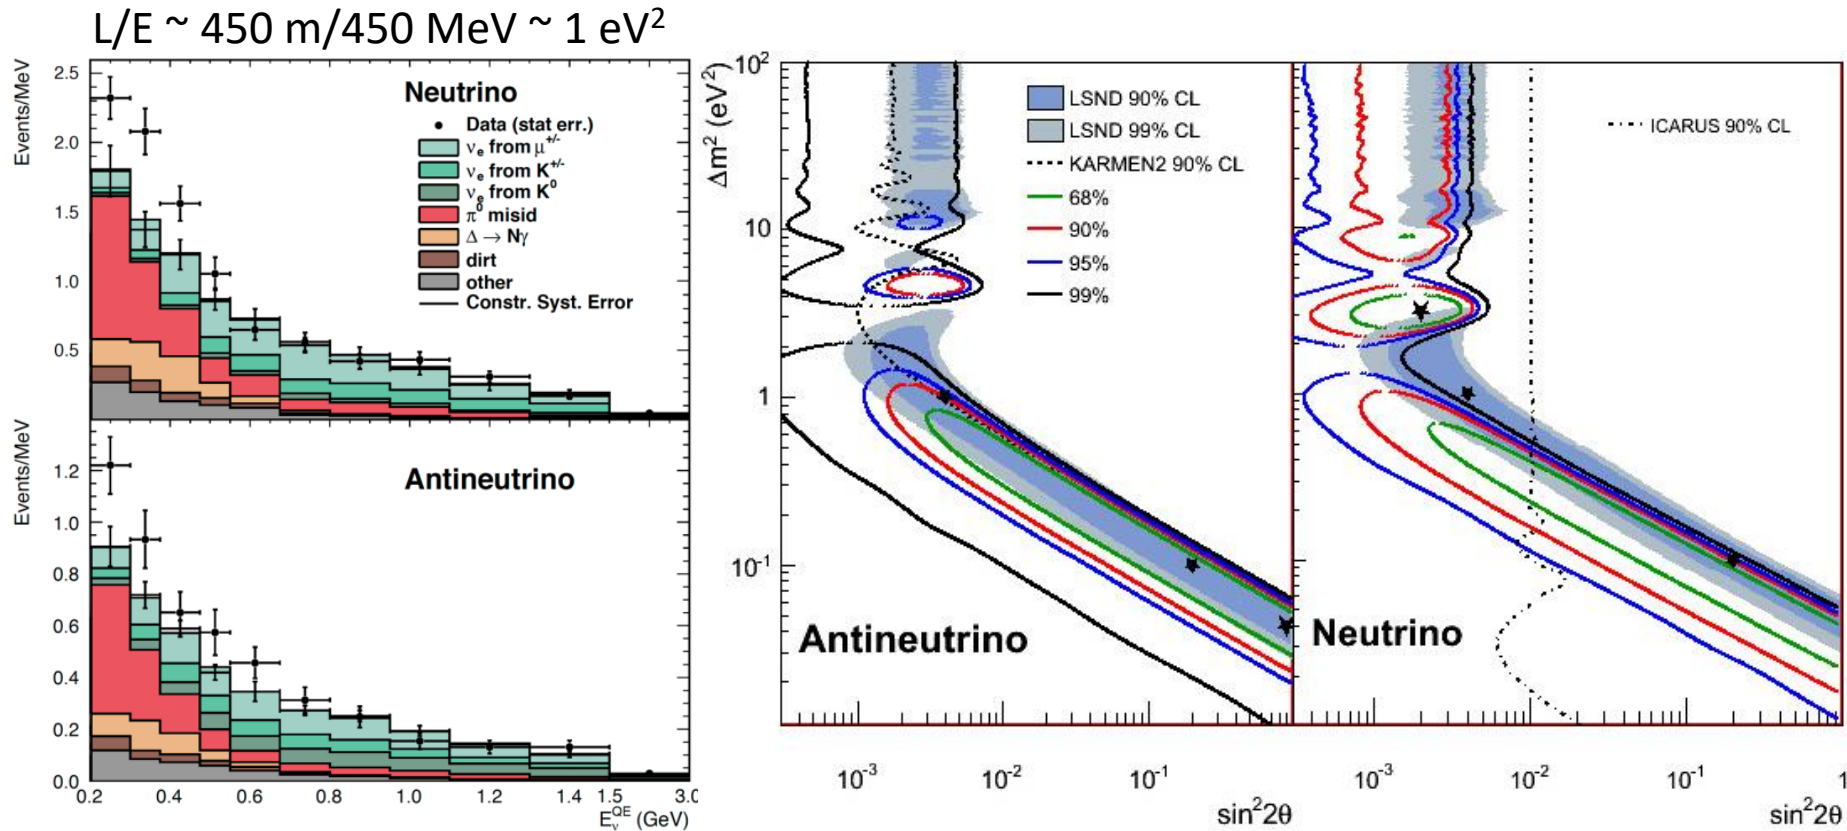 L/E ~ 450 m/450 MeV ~ 1 eV²
Events/MeV
2.5
2.0
1.5
1.0
0.5
Neutrino
Data (stat err.)
νe from μ+/-
νe from K+/-
νe from K0
π0 misid
Δ → Nγ
dirt
other
Constr. Syst. Error
Events/MeV
1.2
1.0
0.8
0.6
0.4
0.2
0.0
Antineutrino
0.2 0.4 0.6 0.8 1.0 1.2 1.4 1.5 3.0
EνQE (GeV)
Δm² (eV²)
10²
10
1
10-1
LSND 90% CL
LSND 99% CL
KARMEN2 90% CL
68%
90%
95%
99%
Antineutrino
10-3 10-2 10-1
sin²2θ
ICARUS 90% CL
Neutrino
10-3 10-2 10-1 1
sin²2θ